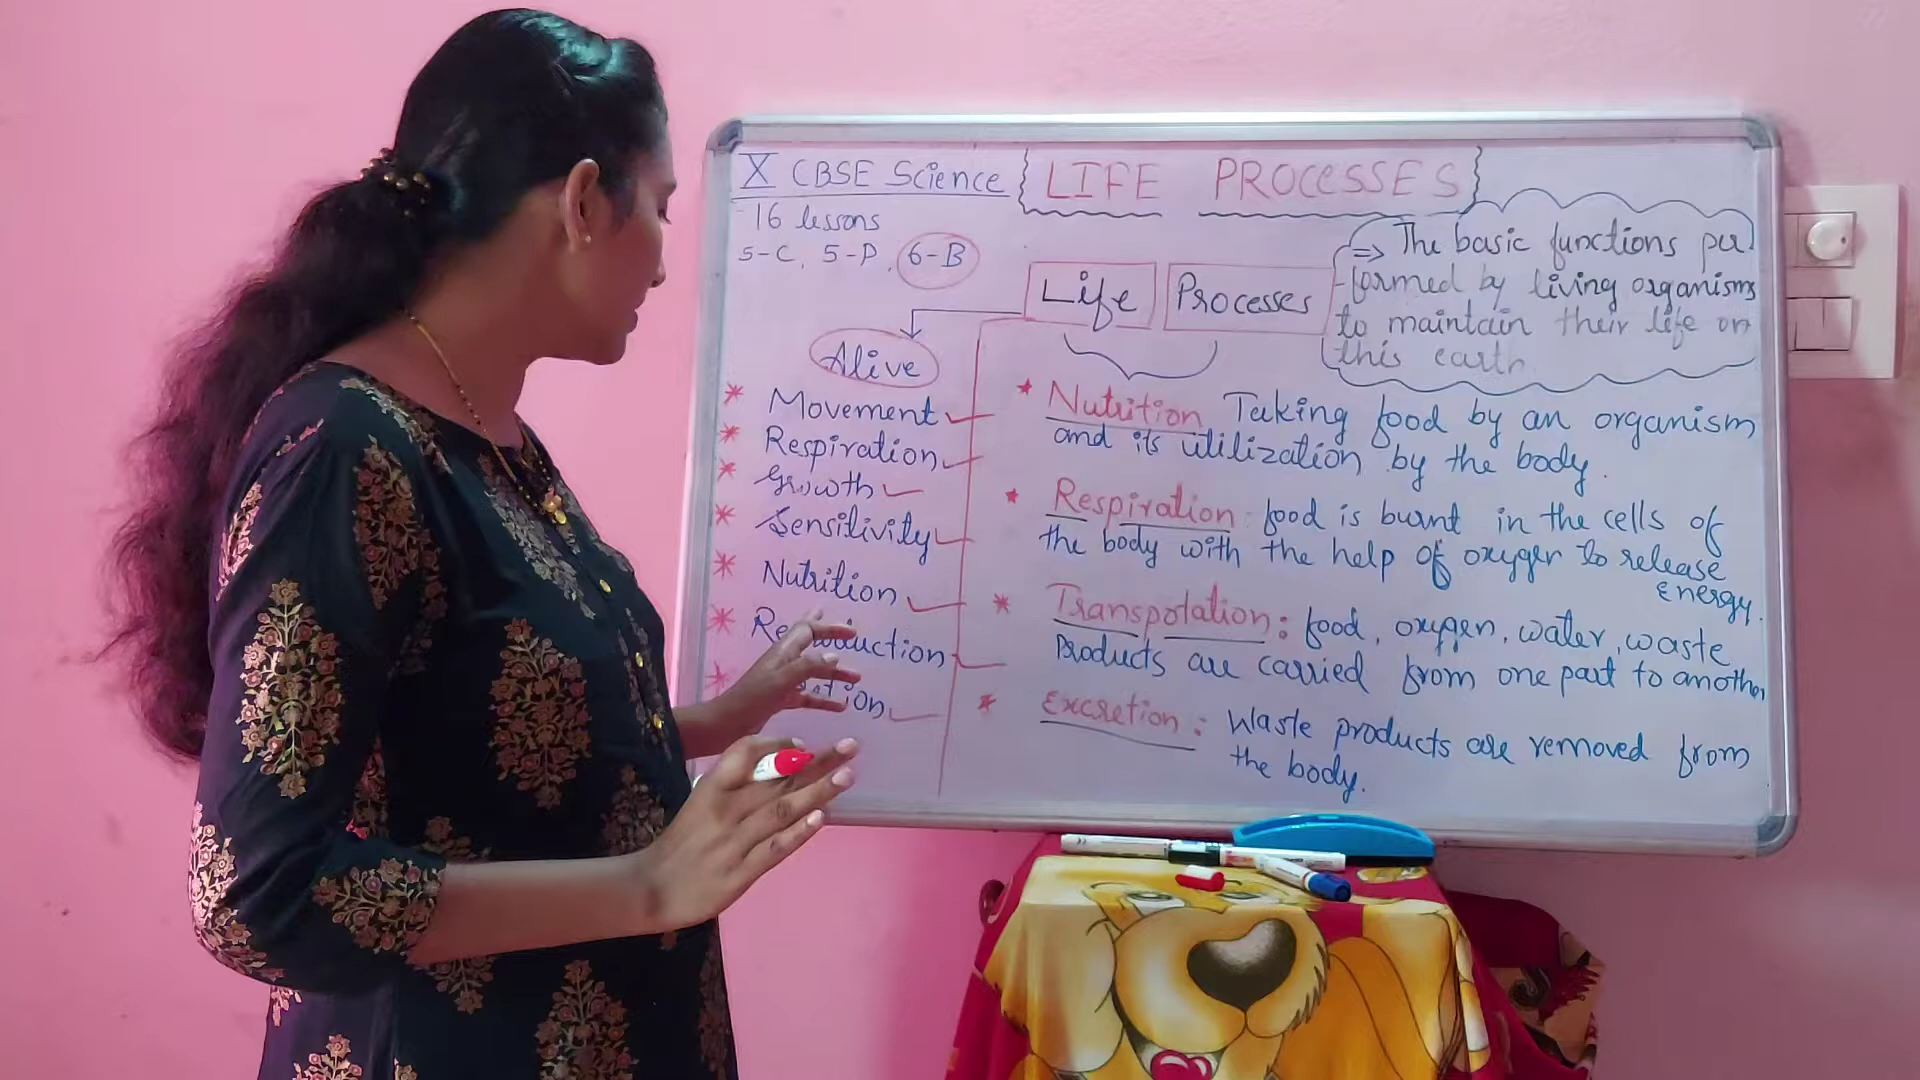 X CBSE Science
LIFE PROCESSES
16 lessons
5-C, 5-P, 6-B
Life Processes
=> The basic functions per
-formed by living organisms
to maintain their life on
this earth
Alive
* Movement
* Respiration
* Growth
* Sensitivity
* Nutrition
* Reproduction
* Nutrition Taking food by an organism
and its utilization by the body.
* Respiration: food is burnt in the cells of
the body with the help of oxygen to release
Energy.
* Transpotation: food, oxygen, water, waste
Products are carried from one part to another
* Excretion: Waste products are removed from
the body.